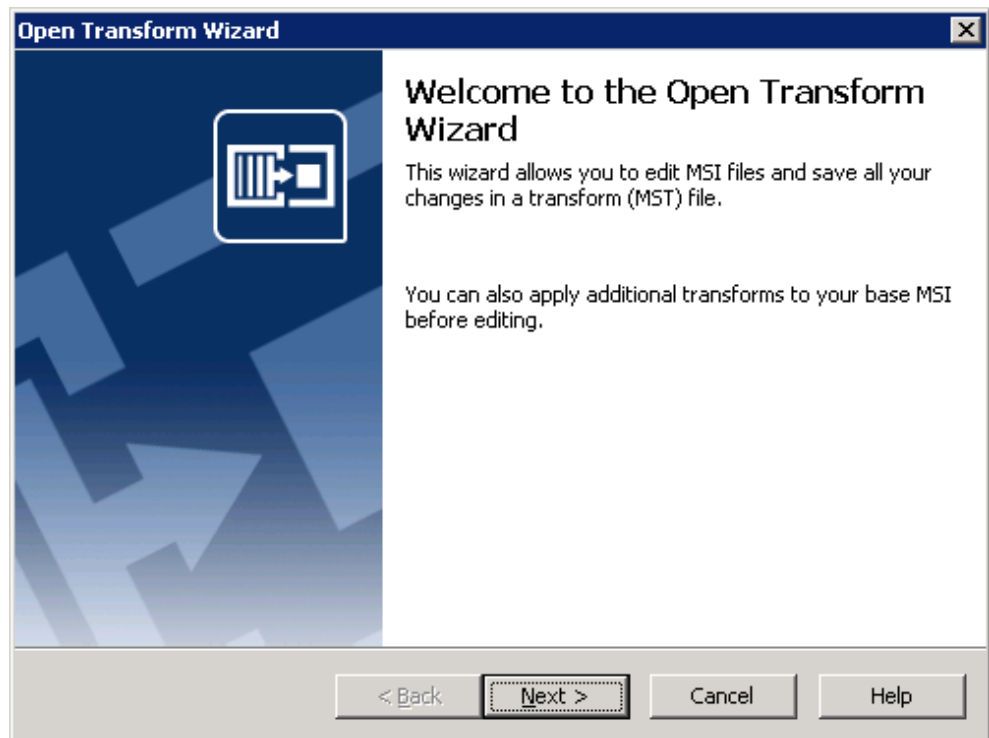 Open Transform Wizard
Welcome to the Open Transform
Wizard
This wizard allows you to edit MSI files and save all your
changes in a transform (MST) file.
You can also apply additional transforms to your base MSI
before editing.
< Back
Next >
Cancel
Help